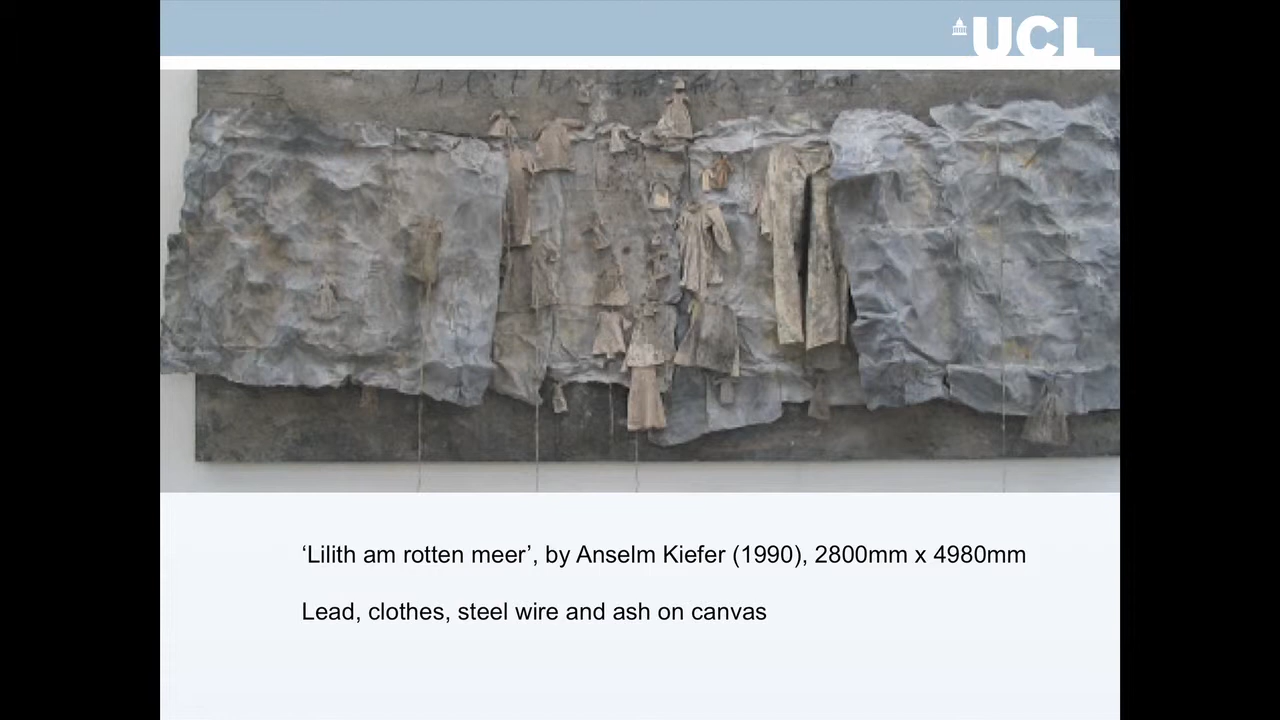 UCL
‘Lilith am rotten meer’, by Anselm Kiefer (1990), 2800mm x 4980mm
Lead, clothes, steel wire and ash on canvas